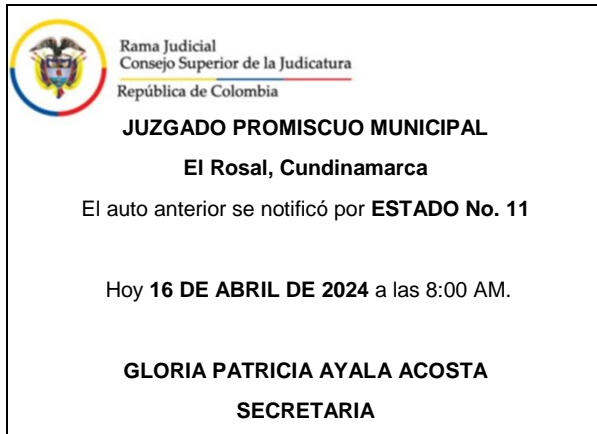 Rama Judicial
Consejo Superior de la Judicatura
República de Colombia
JUZGADO PROMISCUO MUNICIPAL
El Rosal, Cundinamarca
El auto anterior se notificó por ESTADO No. 11
Hoy 16 DE ABRIL DE 2024 a las 8:00 AM.
GLORIA PATRICIA AYALA ACOSTA
SECRETARIA